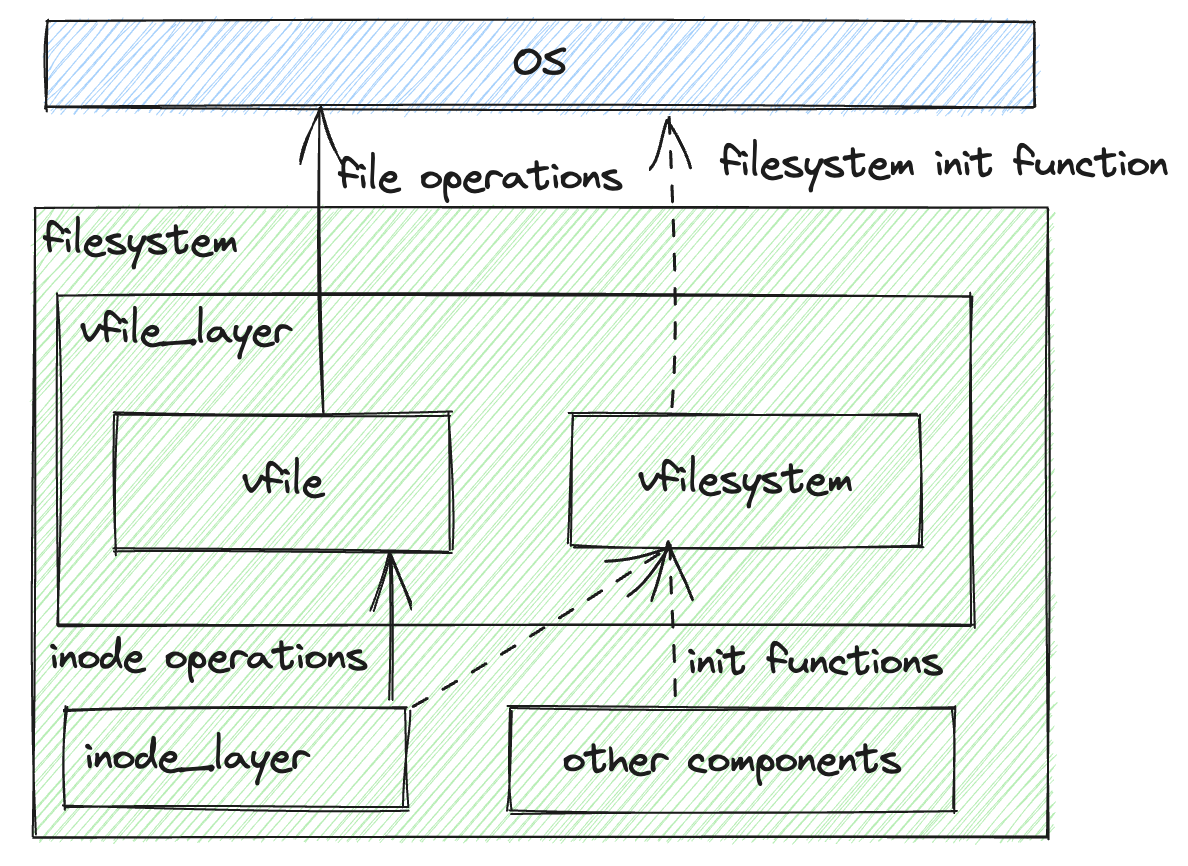 OS
file operations
filesystem init function
filesystem
vfile_layer
vfile
vfilesystem
inode operations
init functions
inode_layer
other components